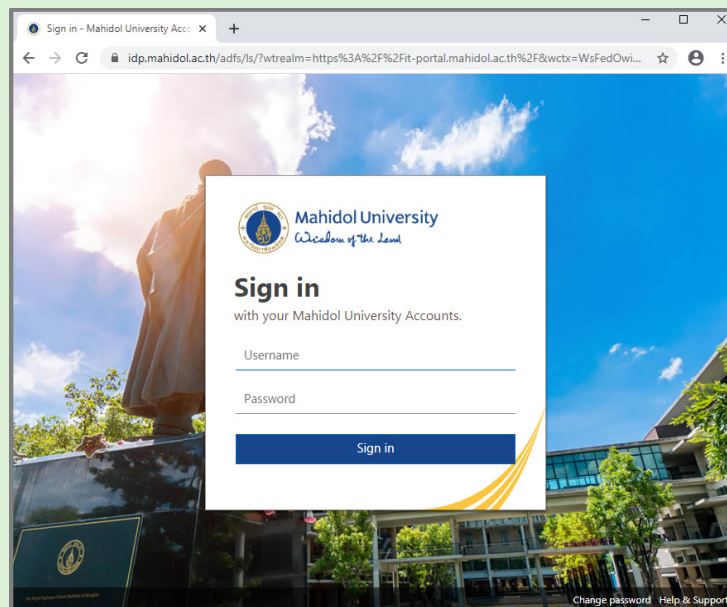 Sign in - Mahidol University Acco
idp.mahidol.ac.th/adfs/ls/?wtrealm=https%3A%2F%2Fit-portal.mahidol.ac.th%2F&wctx=WsFedOwi...
Mahidol University
Wisdom of the Land
Sign in
with your Mahidol University Accounts.
Username
Password
Sign in
Change password Help & Support